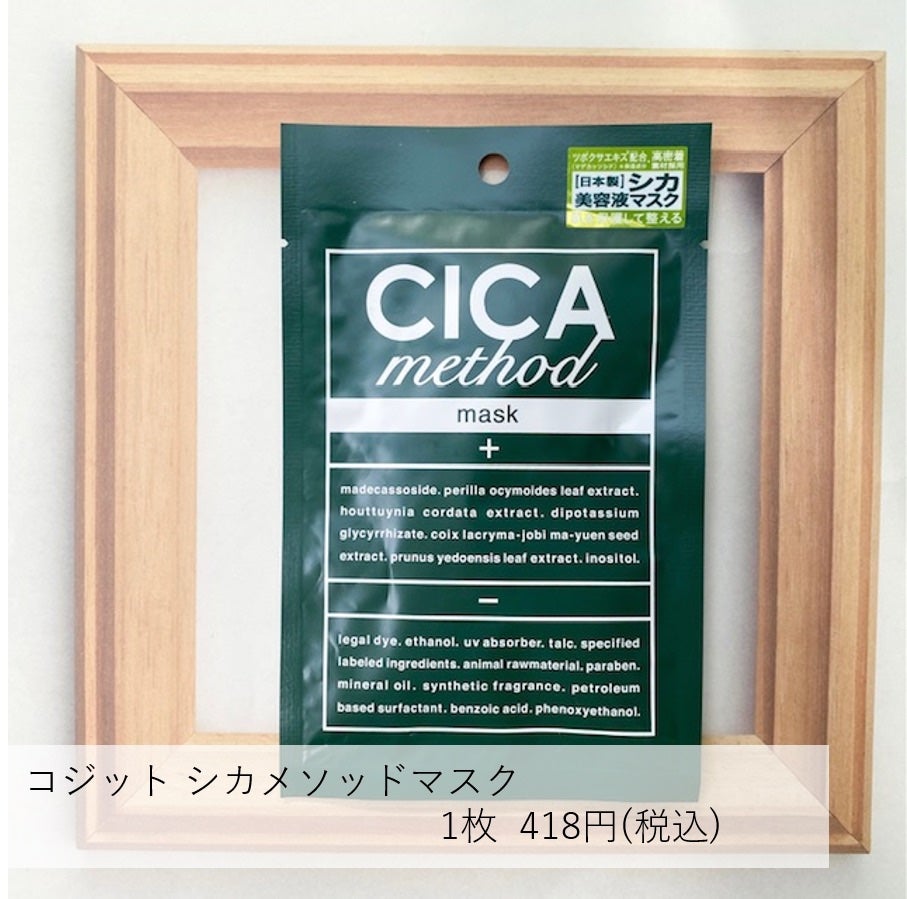 ツボクサエキス配合、高密着
[日本製]シカ
美容液マスク
して整える
CICA
method
mask
+
madecassoside. perilla ocymoides leaf extract.
houttuynia cordata extract. dipotassium
glycyrrhizate. coix lacryma-jobi ma-yuen seed
extract. prunus yedoensis leaf extract. inositol.
−
legal dye. ethanol. uv absorber. talc. specified
labeled ingredients. animal rawmaterial. paraben.
mineral oil. synthetic fragrance. petroleum
based surfactant. benzoic acid. phenoxyethanol.
コジット シカメソッドマスク
1枚 418円(税込)